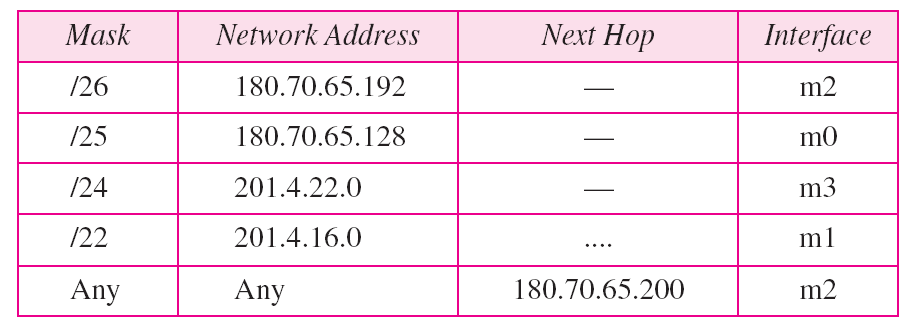 Mask Network Address Next Hop Interface
/26 180.70.65.192 — m2
/25 180.70.65.128 — m0
/24 201.4.22.0 — m3
/22 201.4.16.0 .... m1
Any Any 180.70.65.200 m2